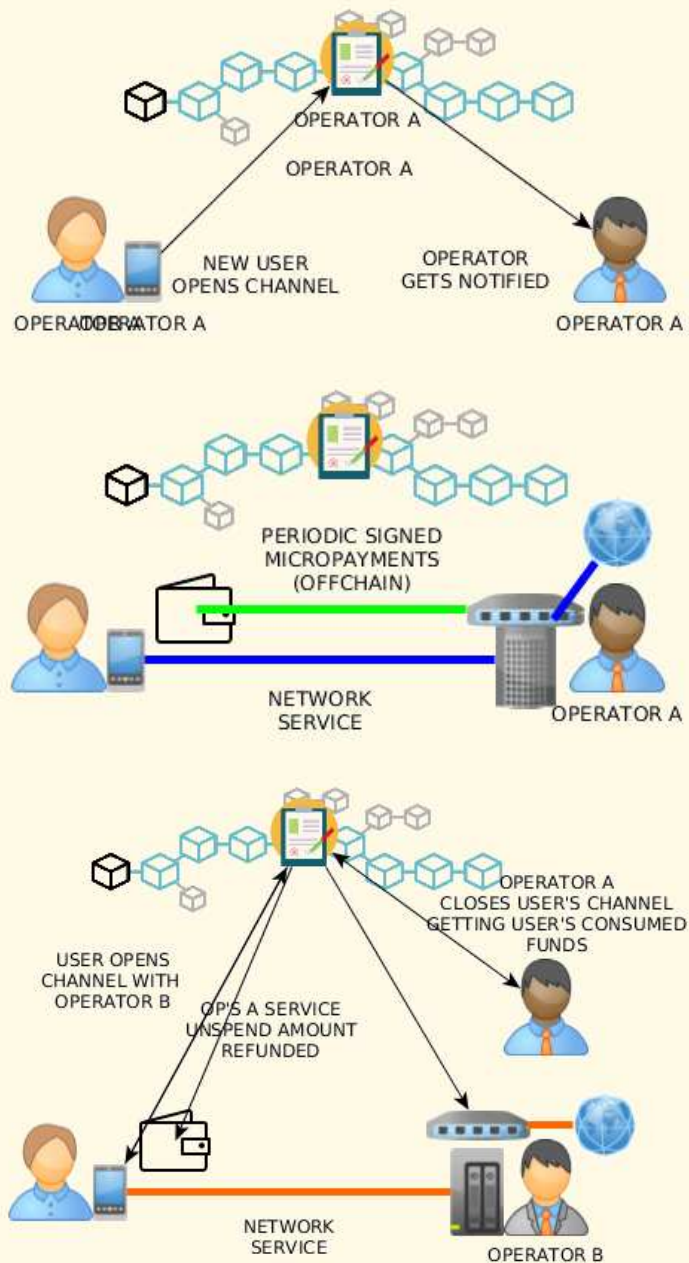 OPERATOR A
OPERATOR A
NEW USER
OPENS CHANNEL
OPERATOR
GETS NOTIFIED
OPERATOR A
OPERATOR A
OPERATOR A
PERIODIC SIGNED
MICROPAYMENTS
(OFFCHAIN)
NETWORK
SERVICE
OPERATOR A
OPERATOR A
CLOSES USER'S CHANNEL
GETTING USER'S CONSUMED
FUNDS
USER OPENS
CHANNEL WITH
OPERATOR B
OP'S A SERVICE
UNSPEND AMOUNT
REFUNDED
NETWORK
SERVICE
OPERATOR B